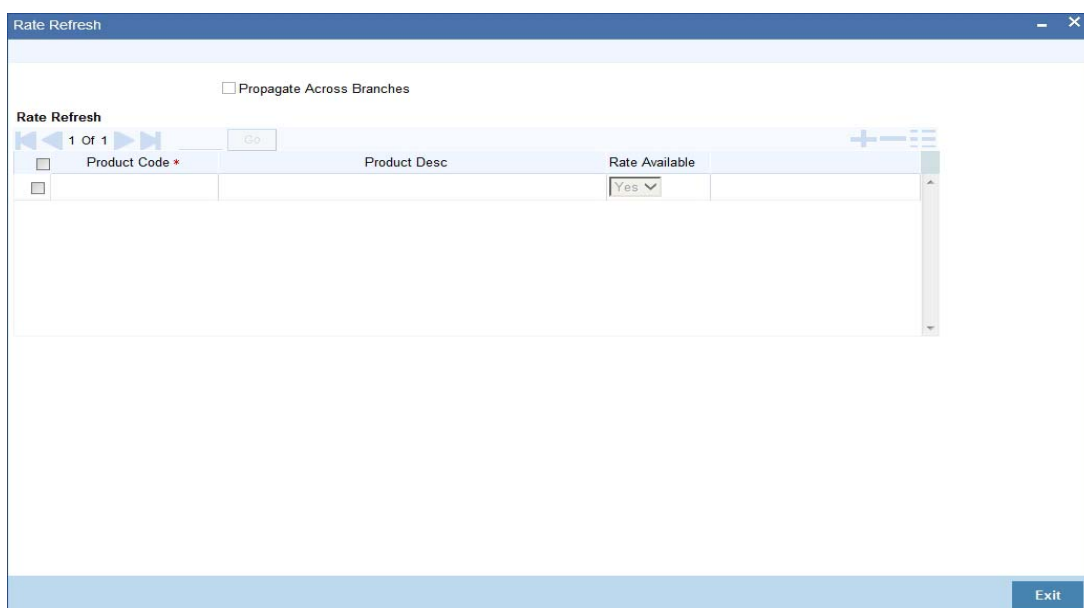 Rate Refresh
Propagate Across Branches
Rate Refresh
1 Of 1 Go
Product Code * Product Desc Rate Available
Yes
Exit